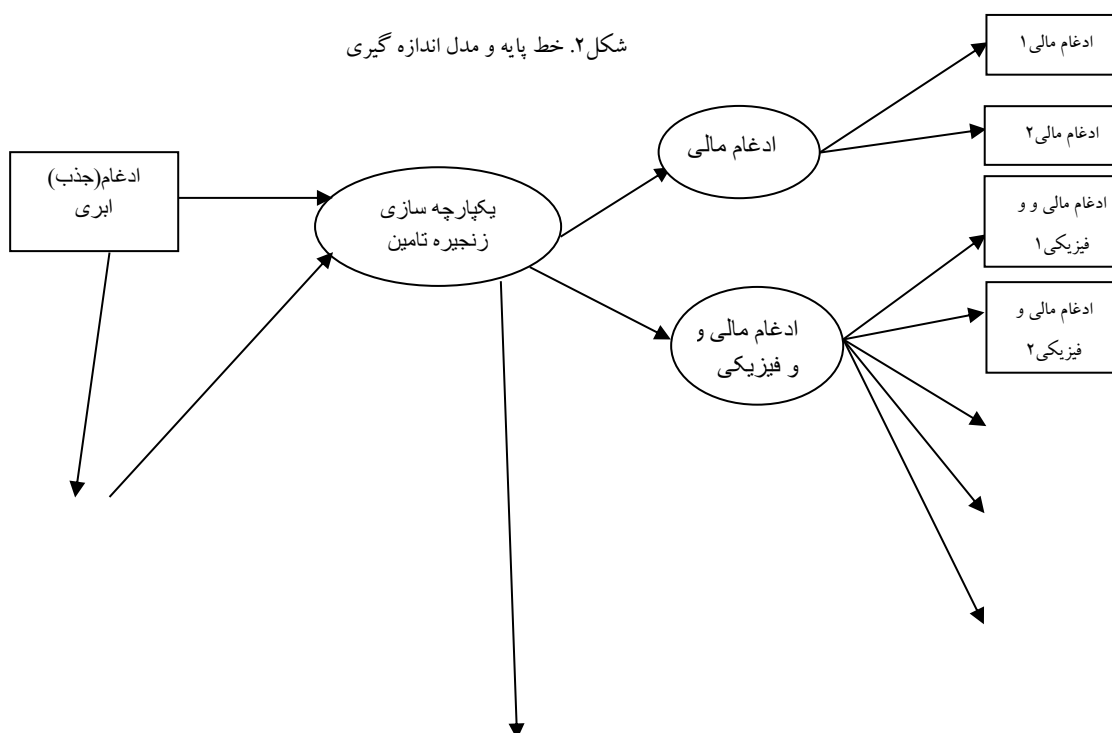 شکل۲. خط پایه و مدل اندازه گیری
ادغام مالی۱
ادغام مالی۲
ادغام مالی
ادغام(جذب)
ابری
یکپارچه سازی
زنجیره تامین
ادغام مالی و و
فیزیکی۱
ادغام مالی و
فیزیکی۲
ادغام مالی و
و فیزیکی